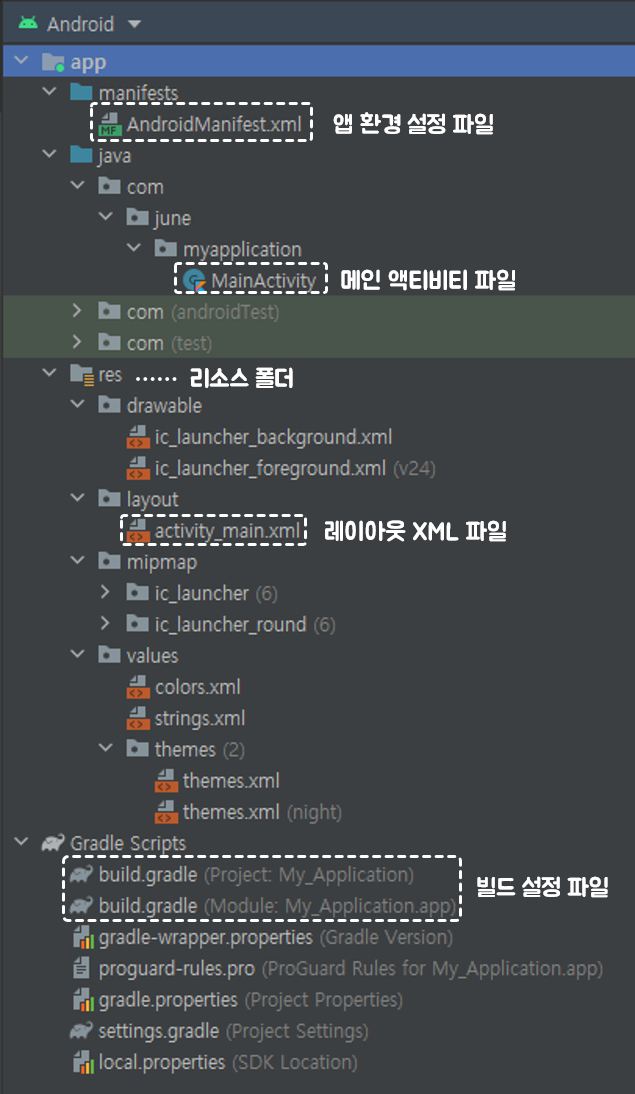 Android
app
manifests
AndroidManifest.xml 앱 환경 설정 파일
java
com
june
myapplication
MainActivity 메인 액티비티 파일
com (androidTest)
com (test)
res ······ 리소스 폴더
drawable
ic_launcher_background.xml
ic_launcher_foreground.xml (v24)
layout
activity_main.xml 레이아웃 XML 파일
mipmap
ic_launcher (6)
ic_launcher_round (6)
values
colors.xml
strings.xml
themes (2)
themes.xml
themes.xml (night)
Gradle Scripts
build.gradle (Project: My_Application)
빌드 설정 파일
build.gradle (Module: My_Application.app)
gradle-wrapper.properties (Gradle Version)
proguard-rules.pro (ProGuard Rules for My_Application.app)
gradle.properties (Project Properties)
settings.gradle (Project Settings)
local.properties (SDK Location)